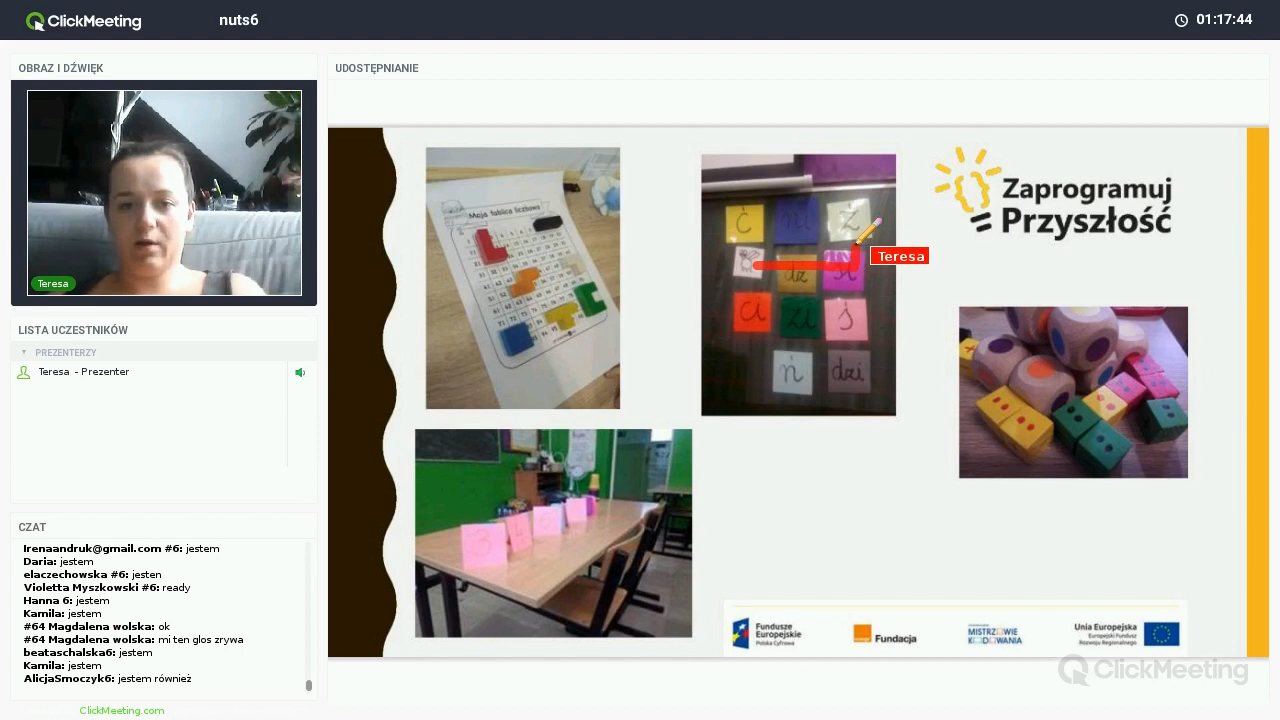 ClickMeeting
nuts6
01:17:44
OBRAZ I DŹWIĘK
Teresa
LISTA UCZESTNIKÓW
PREZENTERZY
Teresa - Prezenter
CZAT
Irenaandruk@gmail.com #6: jestem
Daria: jestem
elaczechowska #6: jesten
Violetta Myszkowski #6: ready
Hanna 6: jestem
Kamila: jestem
#64 Magdalena wolska: ok
#64 Magdalena wolska: mi ten glos zrywa
beataschalska6: jestem
Kamila: jestem
AlicjaSmoczyk6: jestem również
ClickMeeting.com
UDOSTĘPNIANIE
Moja tablica liczbowa
ć ni ź
dź
ci zi ś
ń dzi
Teresa
Zaprogramuj
Przyszłość
Fundusze
Europejskie
Polska Cyfrowa
Fundacja
MISTRZOWIE
KODOWANIA
Unia Europejska
Europejski Fundusz
Rozwoju Regionalnego
ClickMeeting